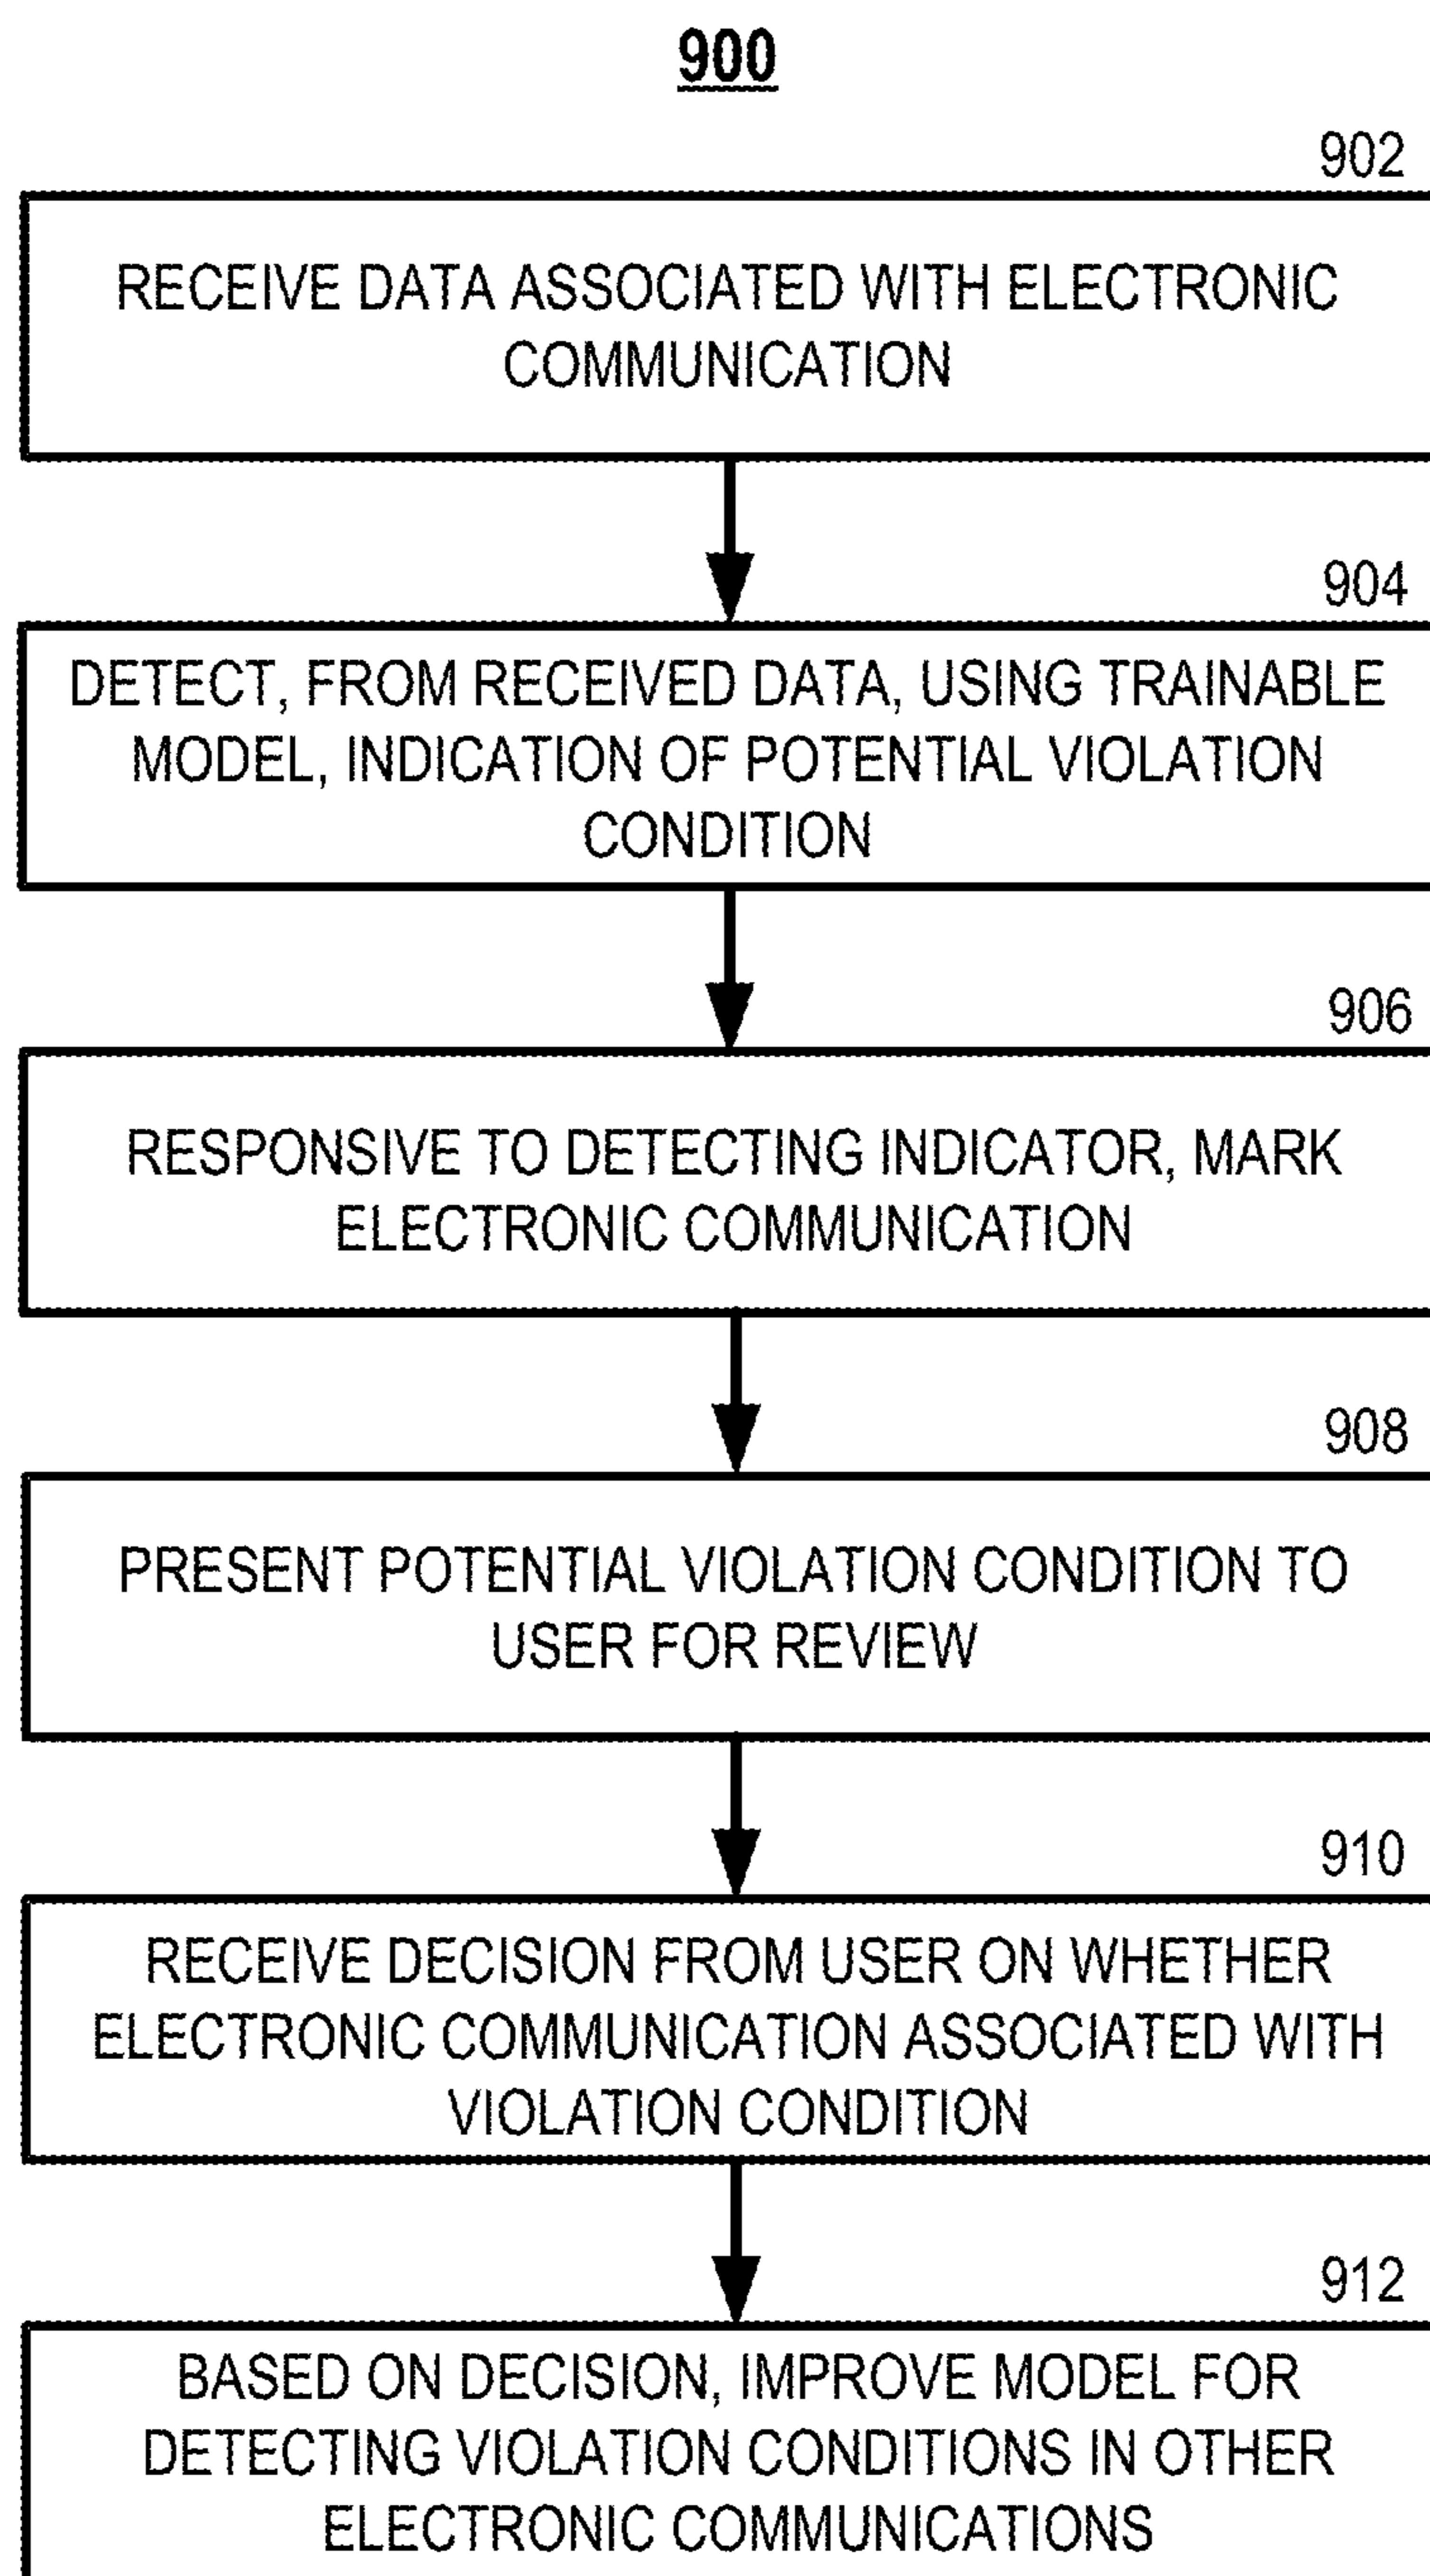 900
902
RECEIVE DATA ASSOCIATED WITH ELECTRONIC
COMMUNICATION
904
DETECT, FROM RECEIVED DATA, USING TRAINABLE
MODEL, INDICATION OF POTENTIAL VIOLATION
CONDITION
906
RESPONSIVE TO DETECTING INDICATOR, MARK
ELECTRONIC COMMUNICATION
908
PRESENT POTENTIAL VIOLATION CONDITION TO
USER FOR REVIEW
910
RECEIVE DECISION FROM USER ON WHETHER
ELECTRONIC COMMUNICATION ASSOCIATED WITH
VIOLATION CONDITION
912
BASED ON DECISION, IMPROVE MODEL FOR
DETECTING VIOLATION CONDITIONS IN OTHER
ELECTRONIC COMMUNICATIONS